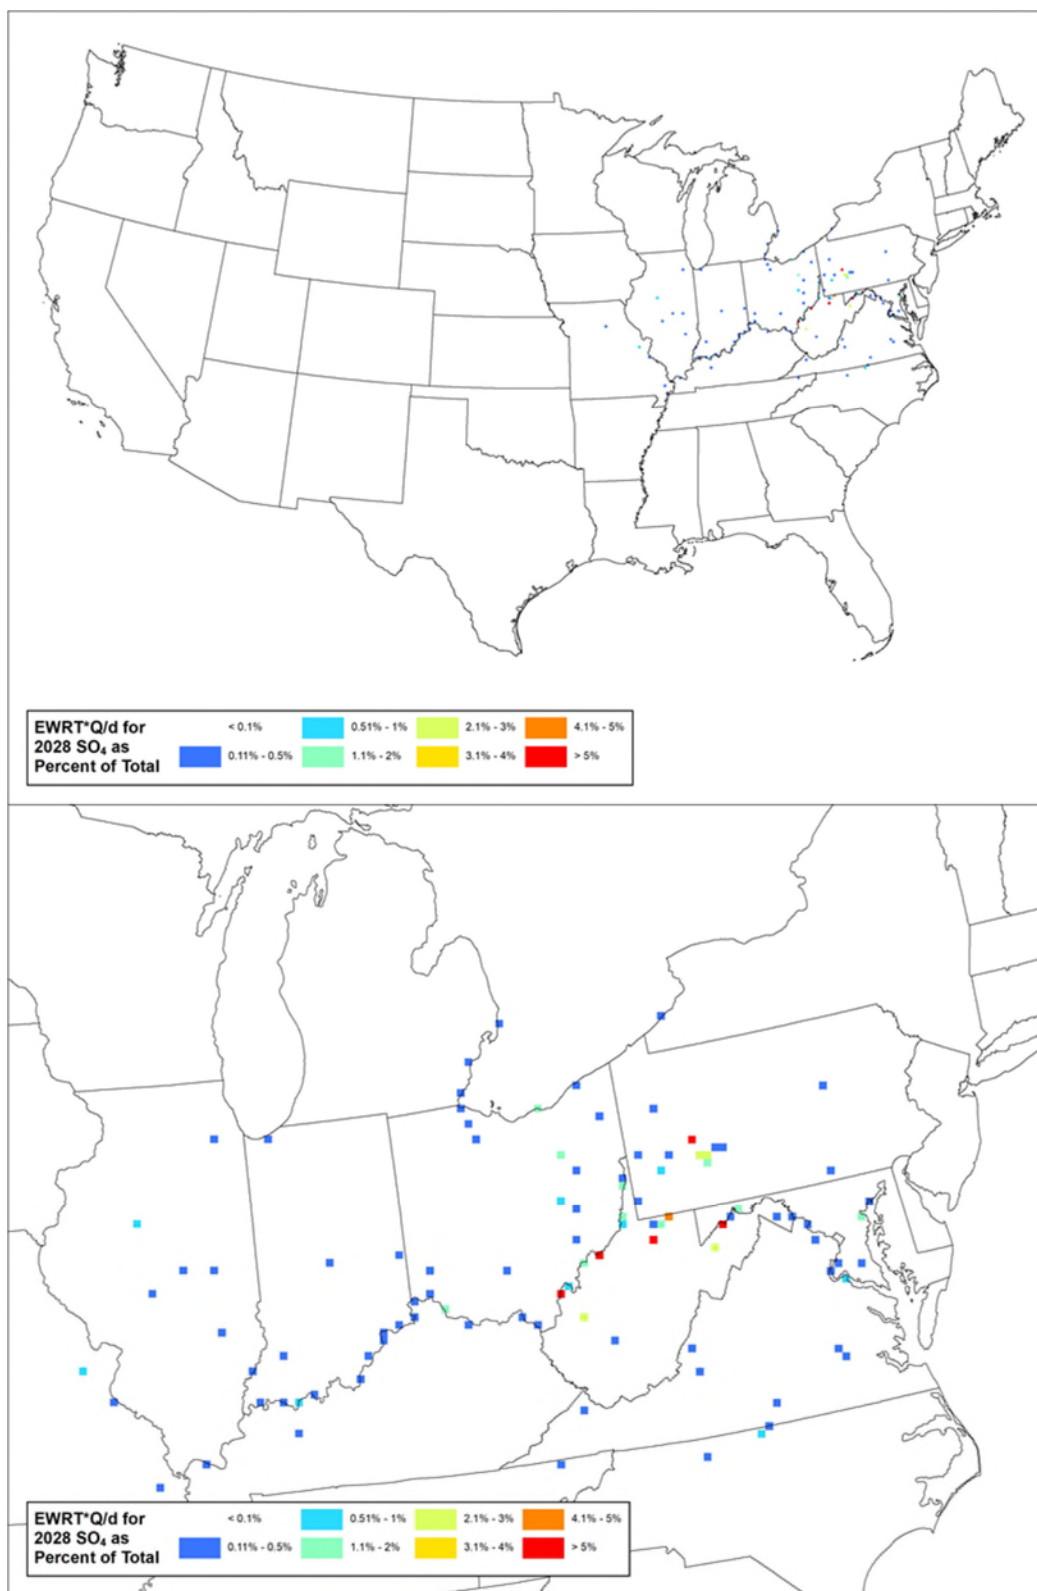 EWRT*Q/d for
2028 SO₄ as
Percent of Total
< 0.1%
0.51% - 1%
2.1% - 3%
4.1% - 5%
0.11% - 0.5%
1.1% - 2%
3.1% - 4%
> 5%
EWRT*Q/d for
2028 SO₄ as
Percent of Total
< 0.1%
0.51% - 1%
2.1% - 3%
4.1% - 5%
0.11% - 0.5%
1.1% - 2%
3.1% - 4%
> 5%